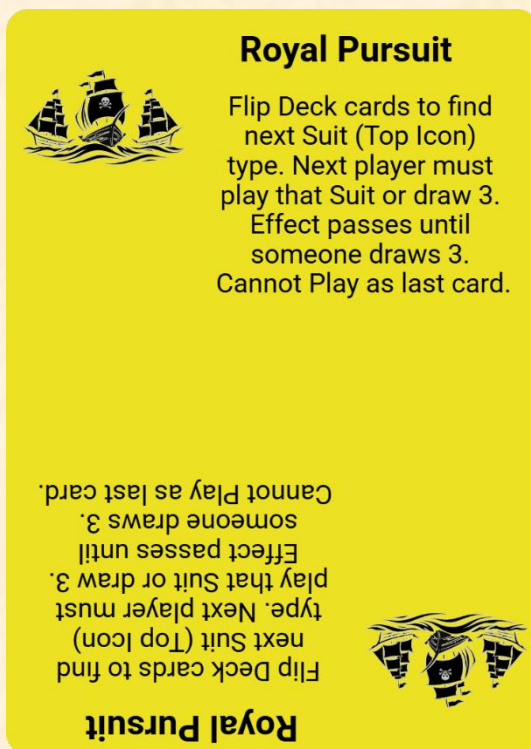 Royal Pursuit
Flip Deck cards to find
next Suit (Top Icon)
type. Next player must
play that Suit or draw 3.
Effect passes until
someone draws 3.
Cannot Play as last card.
Royal Pursuit
Flip Deck cards to find
next Suit (Top Icon)
type. Next player must
play that Suit or draw 3.
Effect passes until
someone draws 3.
Cannot Play as last card.